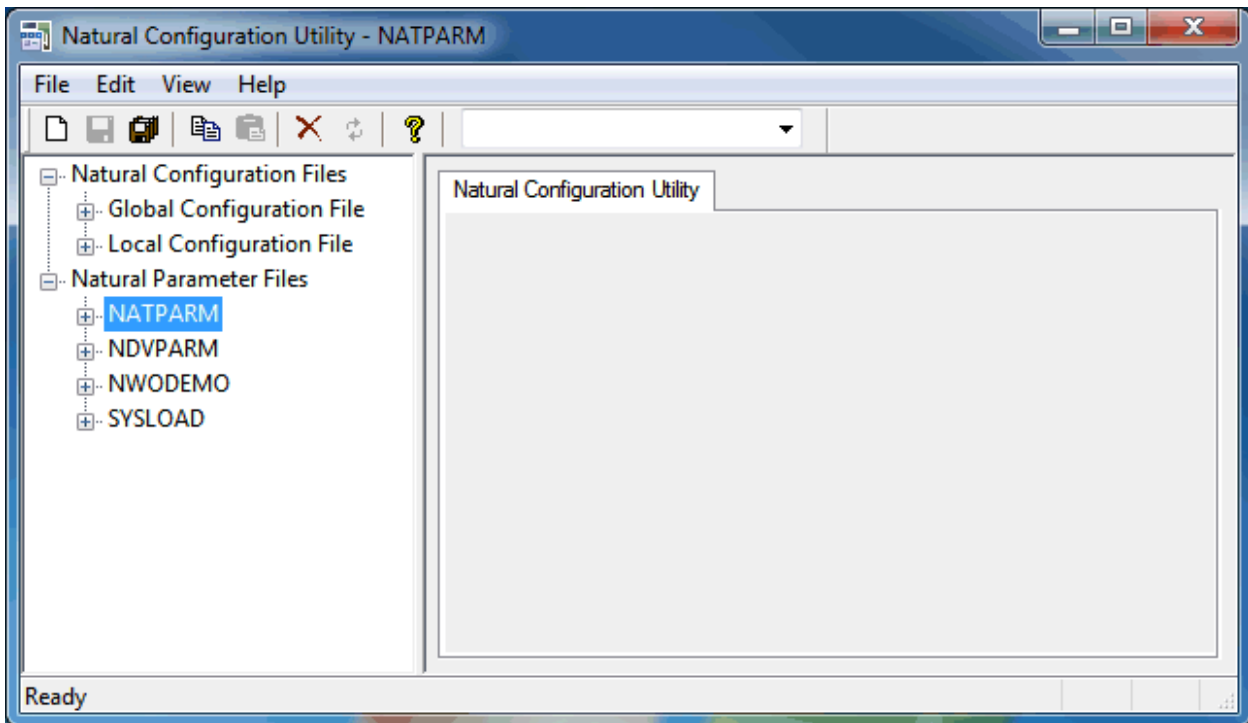 Natural Configuration Utility - NATPARM
File Edit View Help
Natural Configuration Files
Global Configuration File
Local Configuration File
Natural Parameter Files
NATPARM
NDVPARM
NWODEMO
SYSLOAD
Natural Configuration Utility
Ready